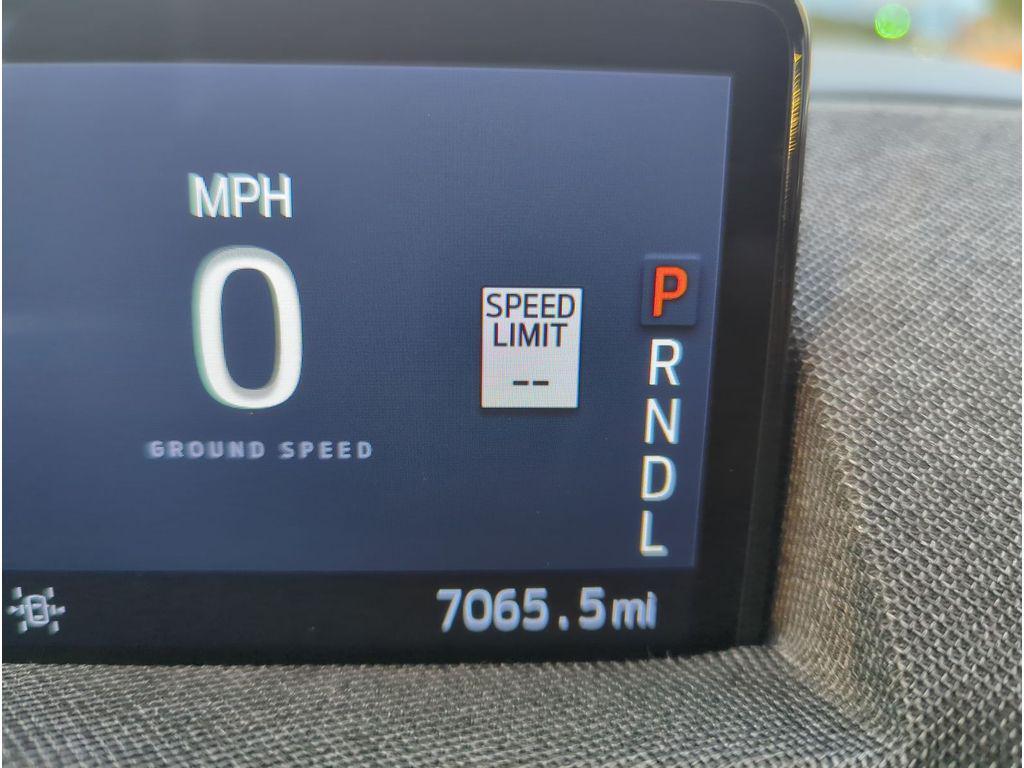 MPH
0
GROUND SPEED
SPEED
LIMIT
--
P
R
N
D
L
7065.5mi